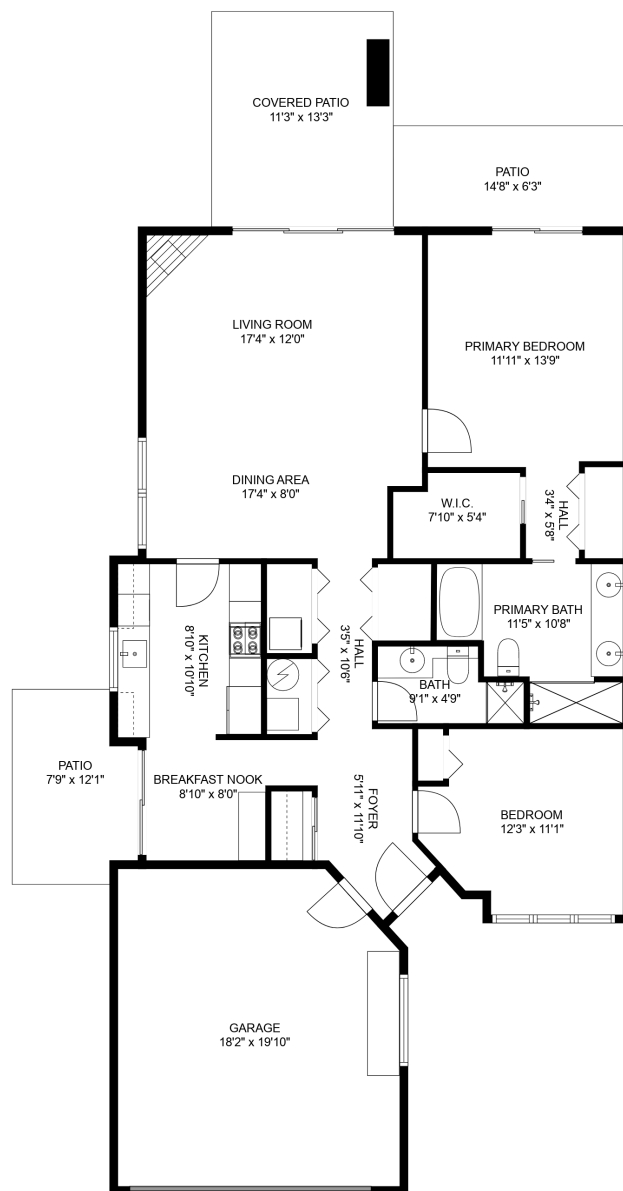 COVERED PATIO
11'3" x 13'3"
PATIO
14'8" x 6'3"
LIVING ROOM
17'4" x 12'0"
PRIMARY BEDROOM
11'11" x 13'9"
DINING AREA
17'4" x 8'0"
W.I.C.
7'10" x 5'4"
HALL
3'4" x 5'8"
KITCHEN
8'10" x 10'10"
HALL
3'5" x 10'6"
PRIMARY BATH
11'5" x 10'8"
BATH
9'1" x 4'9"
PATIO
7'9" x 12'1"
BREAKFAST NOOK
8'10" x 8'0"
FOYER
5'11" x 11'10"
BEDROOM
12'3" x 11'1"
GARAGE
18'2" x 19'10"